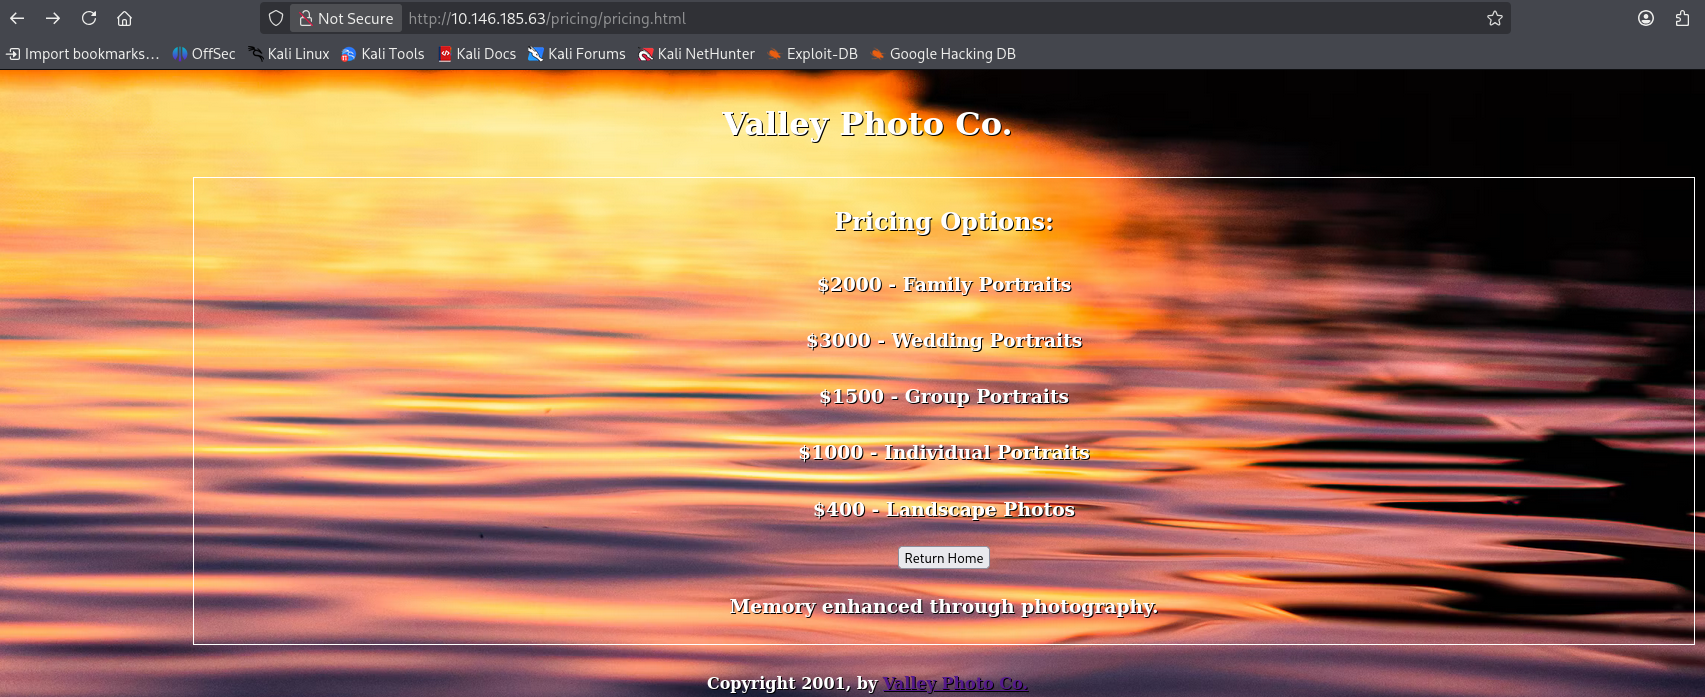 Not Secure http://10.146.185.63/pricing/pricing.html
Import bookmarks... OffSec Kali Linux Kali Tools Kali Docs Kali Forums Kali NetHunter Exploit-DB Google Hacking DB
Valley Photo Co.
Pricing Options:
$2000 - Family Portraits
$3000 - Wedding Portraits
$1500 - Group Portraits
$1000 - Individual Portraits
$400 - Landscape Photos
Return Home
Memory enhanced through photography.
Copyright 2001, by Valley Photo Co.